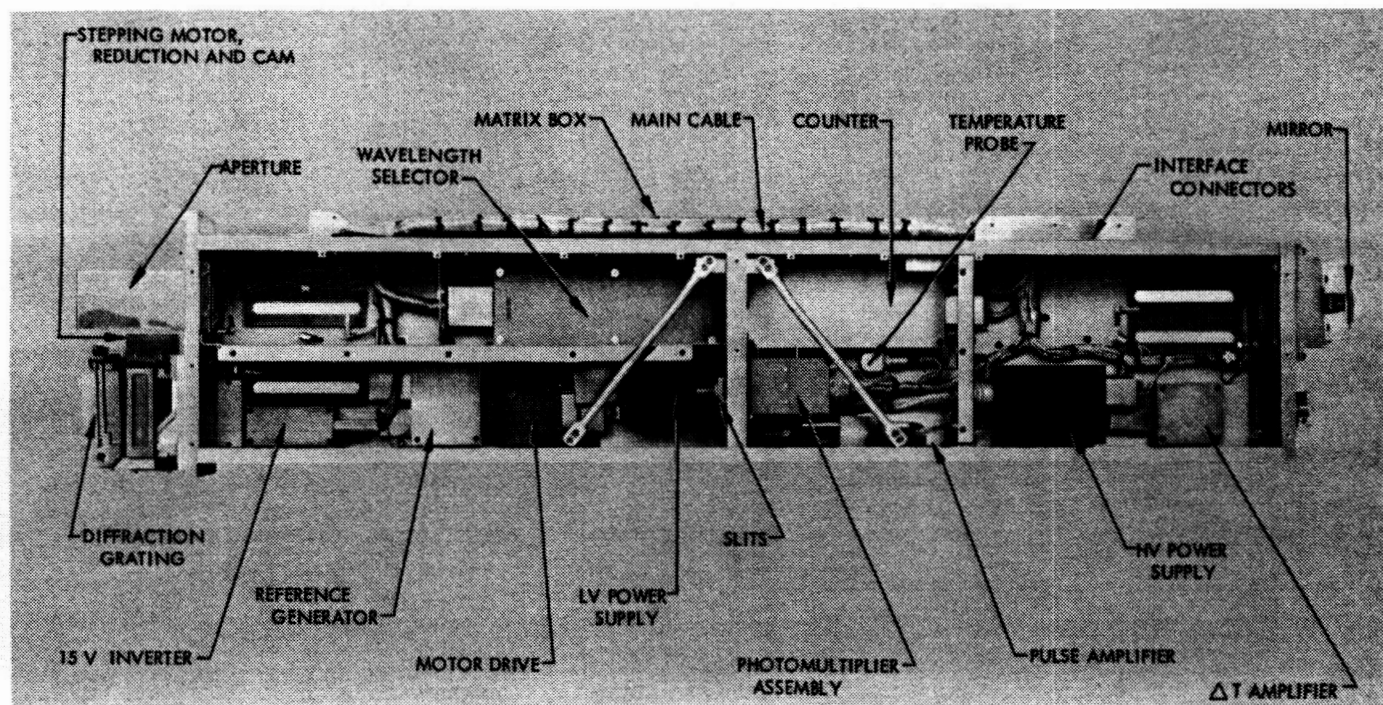 STEPPING MOTOR,
REDUCTION AND CAM
APERTURE
WAVELENGTH
SELECTOR
MATRIX BOX
MAIN CABLE
COUNTER
TEMPERATURE
PROBE
INTERFACE
CONNECTORS
MIRROR
DIFFRACTION
GRATING
15 V INVERTER
REFERENCE
GENERATOR
MOTOR DRIVE
LV POWER
SUPPLY
SLITS
PHOTOMULTIPLIER
ASSEMBLY
PULSE AMPLIFIER
HV POWER
SUPPLY
△ T AMPLIFIER